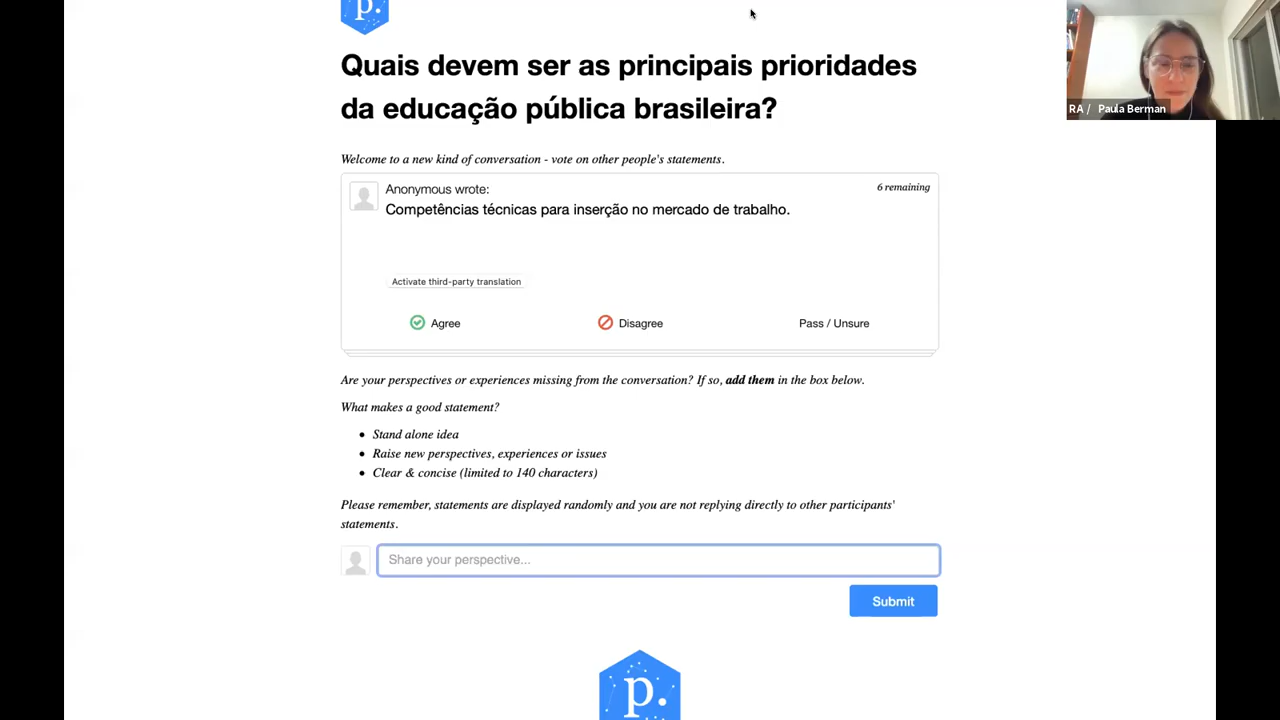 p.
Quais devem ser as principais prioridades
da educação pública brasileira?
RA / Paula Berman
Welcome to a new kind of conversation - vote on other people's statements.
Anonymous wrote:
6 remaining
Competências técnicas para inserção no mercado de trabalho.
Activate third-party translation
Agree
Disagree
Pass / Unsure
Are your perspectives or experiences missing from the conversation? If so, add them in the box below.
What makes a good statement?
Stand alone idea
Raise new perspectives, experiences or issues
Clear & concise (limited to 140 characters)
Please remember, statements are displayed randomly and you are not replying directly to other participants'
statements.
Share your perspective...
Submit
p.